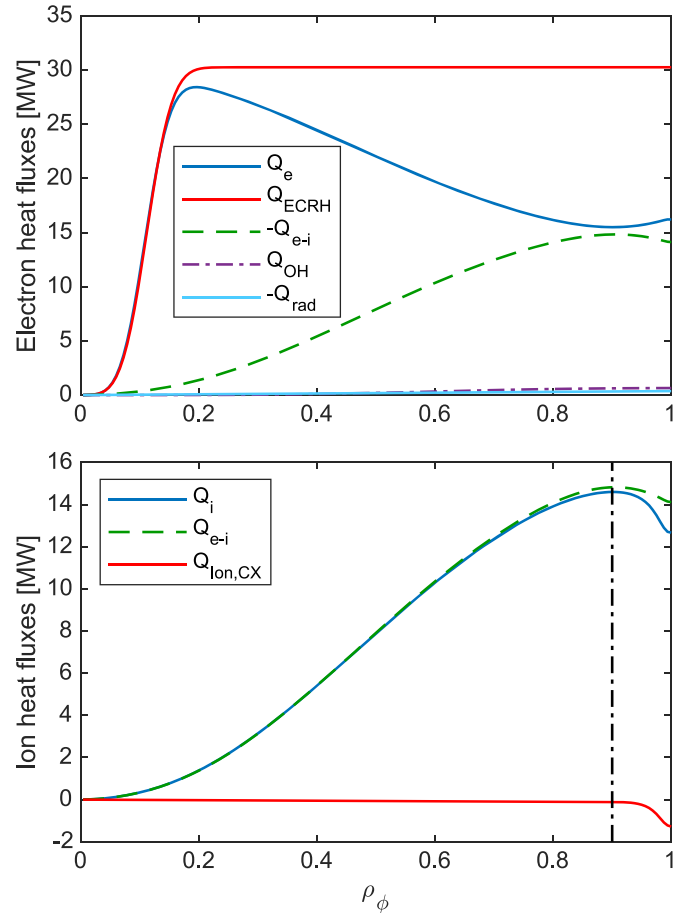 35
30
25
20
15
10
5
0
Electron heat fluxes [MW]
Q_e
Q_ECRH
-Q_e-i
Q_OH
-Q_rad
0 0.2 0.4 0.6 0.8 1
16
14
12
10
8
6
4
2
0
-2
Ion heat fluxes [MW]
Q_i
Q_e-i
Q_Ion,CX
0 0.2 0.4 0.6 0.8 1
ρ_ϕ